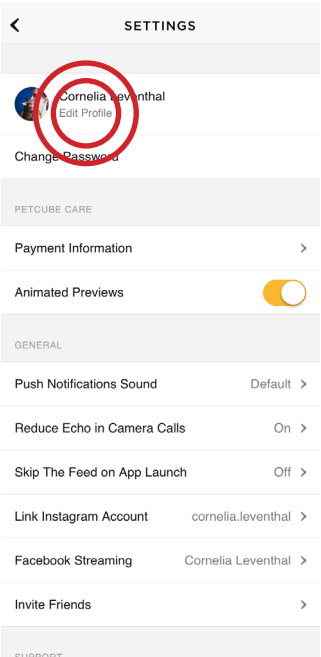 SETTINGS
Cornelia Leventhal
Edit Profile
Change Password
PETCUBE CARE
Payment Information
Animated Previews
GENERAL
Push Notifications Sound Default
Reduce Echo in Camera Calls On
Skip The Feed on App Launch Off
Link Instagram Account cornelia.leventhal
Facebook Streaming Cornelia Leventhal
Invite Friends
SUPPORT